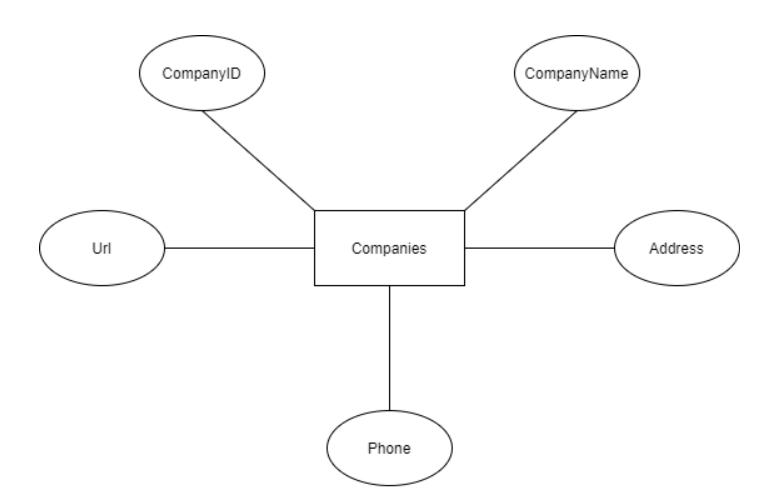 CompanyID
CompanyName
Url
Companies
Address
Phone